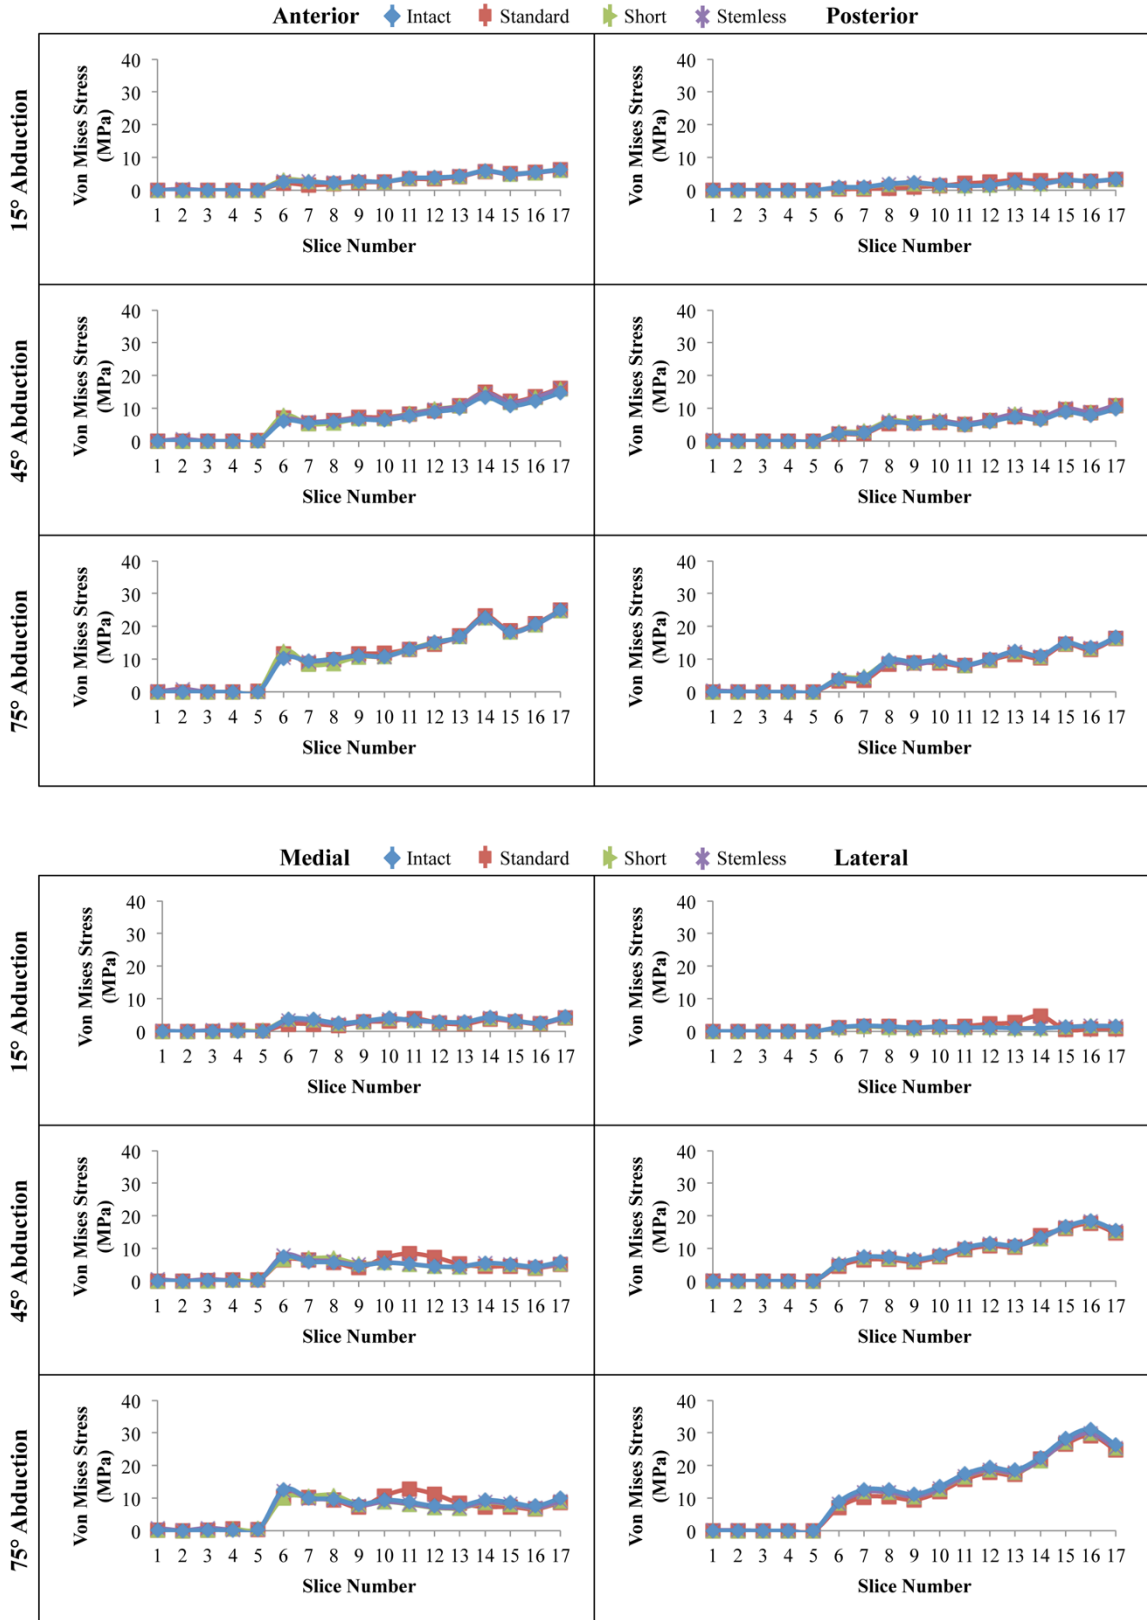 Anterior Intact Standard Short Stemless Posterior
15° Abduction
Von Mises Stress
(MPa)
40
30
20
10
0
1 2 3 4 5 6 7 8 9 10 11 12 13 14 15 16 17
Slice Number
Von Mises Stress
(MPa)
40
30
20
10
0
1 2 3 4 5 6 7 8 9 10 11 12 13 14 15 16 17
Slice Number
45° Abduction
Von Mises Stress
(MPa)
40
30
20
10
0
1 2 3 4 5 6 7 8 9 10 11 12 13 14 15 16 17
Slice Number
Von Mises Stress
(MPa)
40
30
20
10
0
1 2 3 4 5 6 7 8 9 10 11 12 13 14 15 16 17
Slice Number
75° Abduction
Von Mises Stress
(MPa)
40
30
20
10
0
1 2 3 4 5 6 7 8 9 10 11 12 13 14 15 16 17
Slice Number
Von Mises Stress
(MPa)
40
30
20
10
0
1 2 3 4 5 6 7 8 9 10 11 12 13 14 15 16 17
Slice Number
Medial Intact Standard Short Stemless Lateral
15° Abduction
Von Mises Stress
(MPa)
40
30
20
10
0
1 2 3 4 5 6 7 8 9 10 11 12 13 14 15 16 17
Slice Number
Von Mises Stress
(MPa)
40
30
20
10
0
1 2 3 4 5 6 7 8 9 10 11 12 13 14 15 16 17
Slice Number
45° Abduction
Von Mises Stress
(MPa)
40
30
20
10
0
1 2 3 4 5 6 7 8 9 10 11 12 13 14 15 16 17
Slice Number
Von Mises Stress
(MPa)
40
30
20
10
0
1 2 3 4 5 6 7 8 9 10 11 12 13 14 15 16 17
Slice Number
75° Abduction
Von Mises Stress
(MPa)
40
30
20
10
0
1 2 3 4 5 6 7 8 9 10 11 12 13 14 15 16 17
Slice Number
Von Mises Stress
(MPa)
40
30
20
10
0
1 2 3 4 5 6 7 8 9 10 11 12 13 14 15 16 17
Slice Number